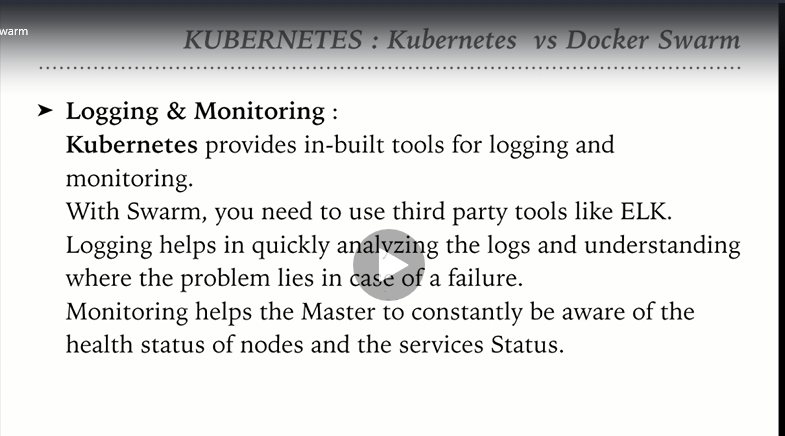 warm
KUBERNETES : Kubernetes vs Docker Swarm
➤ Logging & Monitoring :
Kubernetes provides in-built tools for logging and
monitoring.
With Swarm, you need to use third party tools like ELK.
Logging helps in quickly analyzing the logs and understanding
where the problem lies in case of a failure.
Monitoring helps the Master to constantly be aware of the
health status of nodes and the services Status.